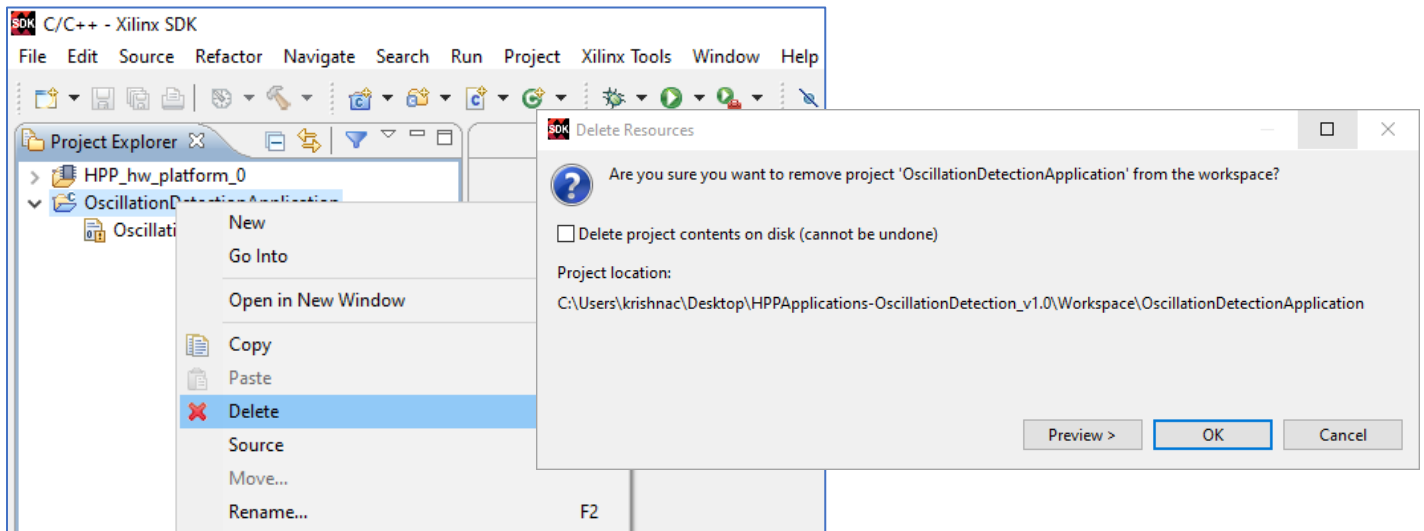 SDK C/C++ - Xilinx SDK
File Edit Source Refactor Navigate Search Run Project Xilinx Tools Window Help
Project Explorer
HPP_hw_platform_0
OscillationDetectionApplication
Oscillati
New
Go Into
Open in New Window
Copy
Paste
Delete
Source
Move...
Rename... F2
SDK Delete Resources
Are you sure you want to remove project 'OscillationDetectionApplication' from the workspace?
Delete project contents on disk (cannot be undone)
Project location:
C:\Users\krishnac\Desktop\HPPApplications-OscillationDetection_v1.0\Workspace\OscillationDetectionApplication
Preview > OK Cancel